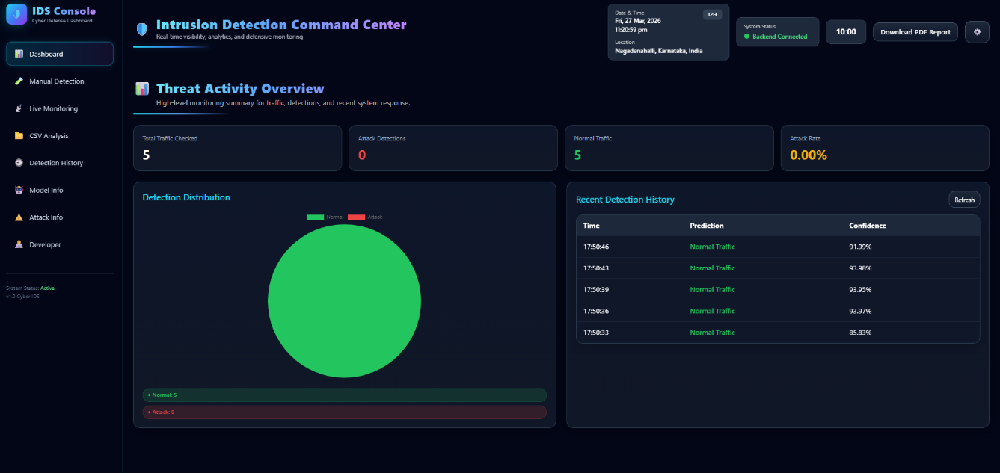 IDS Console
Cyber Defense Dashboard
Dashboard
Manual Detection
Live Monitoring
CSV Analysis
Detection History
Model Info
Attack Info
Developer
System Status: Active
v1.0 Cyber IDS
Intrusion Detection Command Center
Real-time visibility, analytics, and defensive monitoring
Date & Time
12H
Fri, 27 Mar, 2026
11:20:59 pm
Location
Nagadenahalli, Karnataka, India
System Status
Backend Connected
10:00
Download PDF Report
Threat Activity Overview
High-level monitoring summary for traffic, detections, and recent system response.
Total Traffic Checked
5
Attack Detections
0
Normal Traffic
5
Attack Rate
0.00%
Detection Distribution
Normal Attack
• Normal: 5
• Attack: 0
Recent Detection History
Refresh
Time Prediction Confidence
17:50:46 Normal Traffic 91.99%
17:50:43 Normal Traffic 93.98%
17:50:39 Normal Traffic 93.95%
17:50:36 Normal Traffic 93.97%
17:50:33 Normal Traffic 85.83%